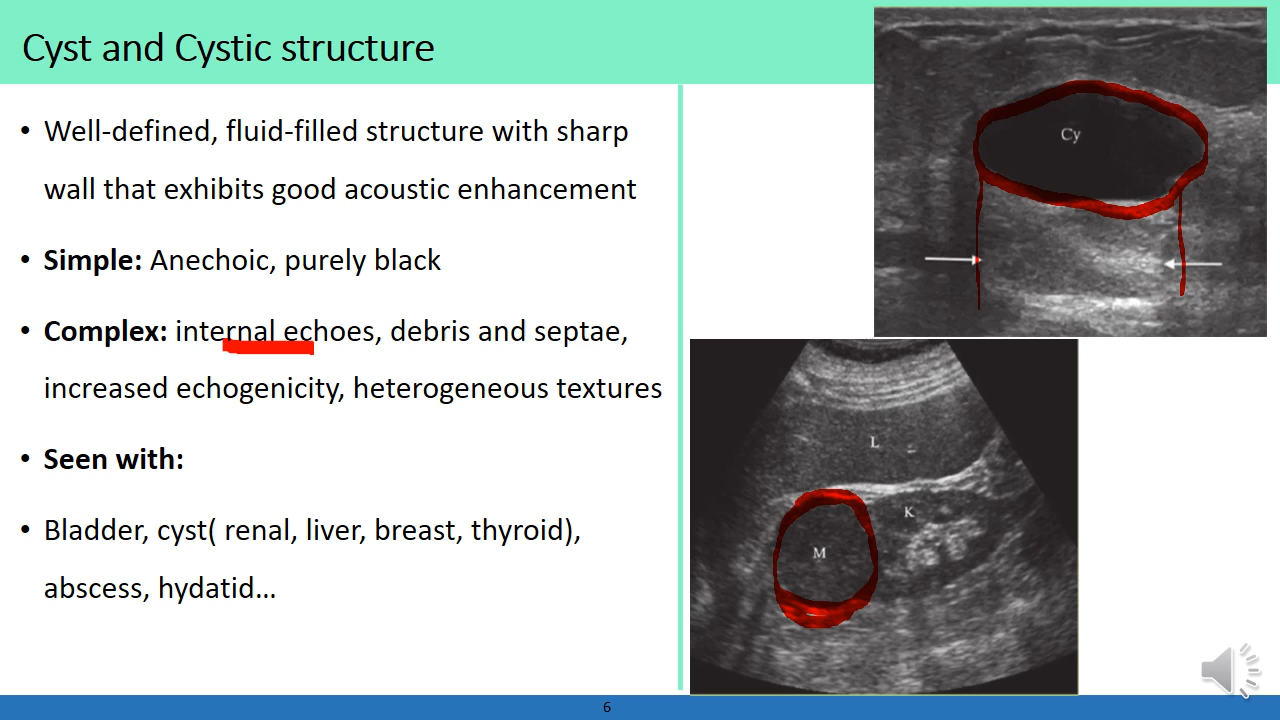 Cyst and Cystic structure
• Well-defined, fluid-filled structure with sharp
wall that exhibits good acoustic enhancement
• Simple: Anechoic, purely black
• Complex: internal echoes, debris and septae,
increased echogenicity, heterogeneous textures
• Seen with:
• Bladder, cyst( renal, liver, breast, thyroid),
abscess, hydatid…
Cy
L
K
M
6